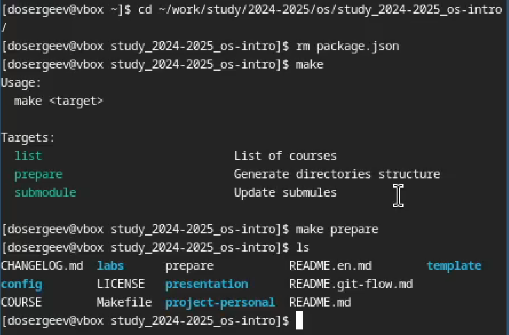 [dosergeev@vbox ~]$ cd ~/work/study/2024-2025/os/study_2024-2025_os-intro
/
[dosergeev@vbox study_2024-2025_os-intro]$ rm package.json
[dosergeev@vbox study_2024-2025_os-intro]$ make
Usage:
  make <target>

Targets:
  list                          List of courses
  prepare                       Generate directories structure
  submodule                     Update submules

[dosergeev@vbox study_2024-2025_os-intro]$ make prepare
[dosergeev@vbox study_2024-2025_os-intro]$ ls
CHANGELOG.md  labs      prepare           README.en.md        template
config        LICENSE   presentation      README.git-flow.md
COURSE        Makefile  project-personal  README.md
[dosergeev@vbox study_2024-2025_os-intro]$